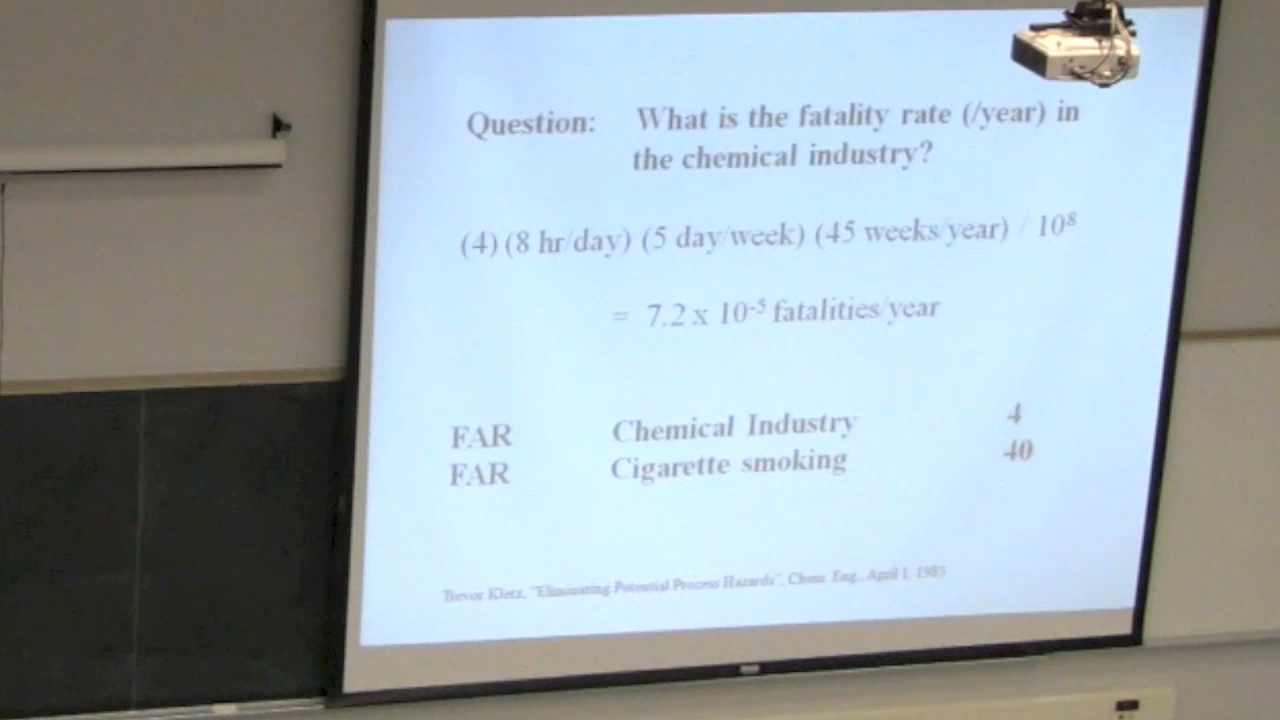 Question: What is the fatality rate (/year) in
the chemical industry?
(4) (8 hr/day) (5 day/week) (45 weeks/year) / 10⁸
= 7.2 x 10⁻⁵ fatalities/year
FAR Chemical Industry 4
FAR Cigarette smoking 40
Trevor Kletz, "Eliminating Potential Process Hazards", Chem. Eng., April 1, 1985